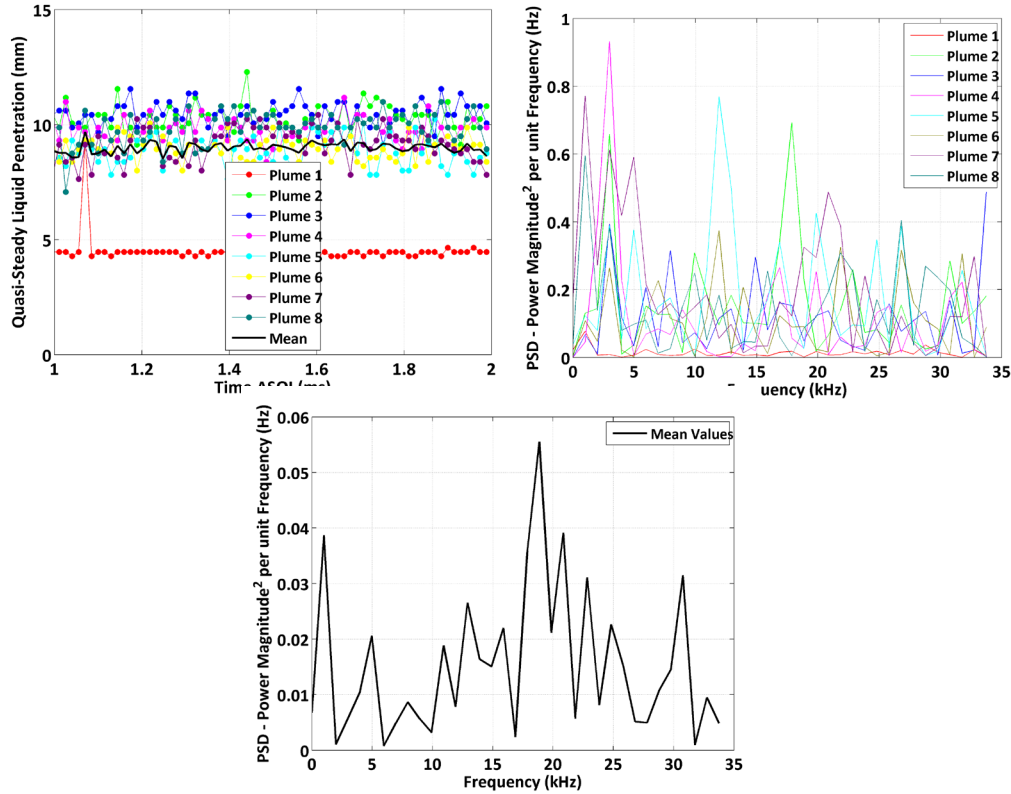 Quasi-Steady Liquid Penetration (mm)
15
10
5
0
1
1.2
1.4
1.6
1.8
2
Plume 1
Plume 2
Plume 3
Plume 4
Plume 5
Plume 6
Plume 7
Plume 8
Mean
PSD - Power Magnitude² per unit Frequency (Hz)
1
0.8
0.6
0.4
0.2
0
0
5
10
15
20
25
30
35
uency (kHz)
Plume 1
Plume 2
Plume 3
Plume 4
Plume 5
Plume 6
Plume 7
Plume 8
PSD - Power Magnitude² per unit Frequency (Hz)
0.06
0.05
0.04
0.03
0.02
0.01
0
0
5
10
15
20
25
30
35
Frequency (kHz)
Mean Values